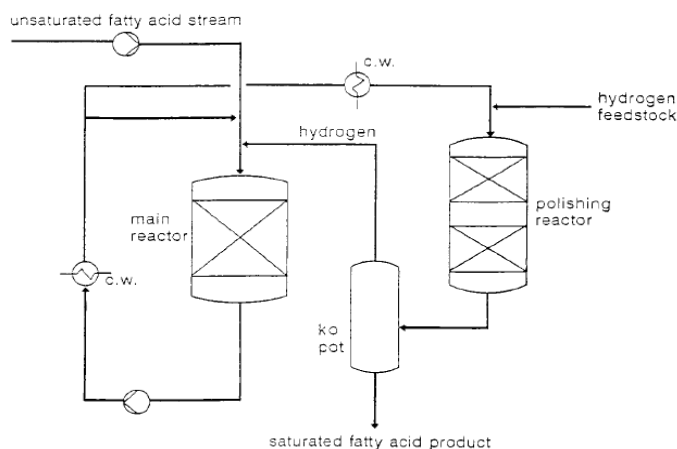 unsaturated fatty acid stream
c.w.
hydrogen
feedstock
hydrogen
polishing
reactor
main
reactor
c.w.
ko
pot
saturated fatty acid product